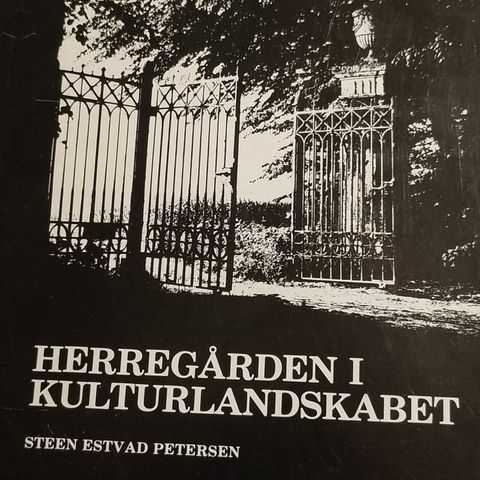 HERREGÅRDEN I
KULTURLANDSKABET
STEEN ESTVAD PETERSEN